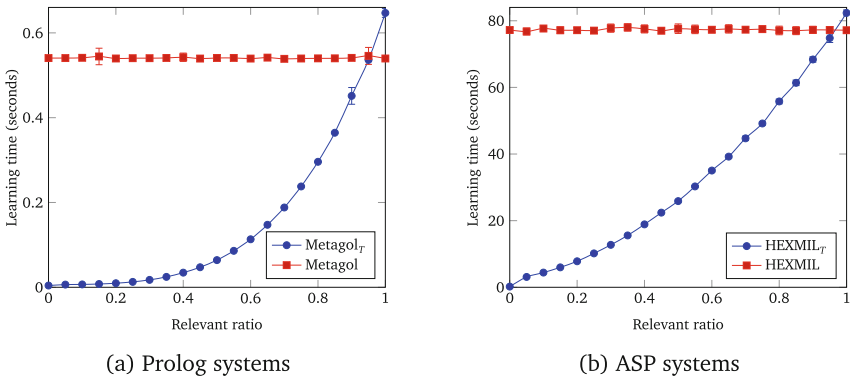 0.6
0.4
0.2
0
0 0.2 0.4 0.6 0.8 1
Learning time (seconds)
Relevant ratio
Metagol_T
Metagol
(a) Prolog systems
80
60
40
20
0
0 0.2 0.4 0.6 0.8 1
Learning time (seconds)
Relevant ratio
HEXMIL_T
HEXMIL
(b) ASP systems